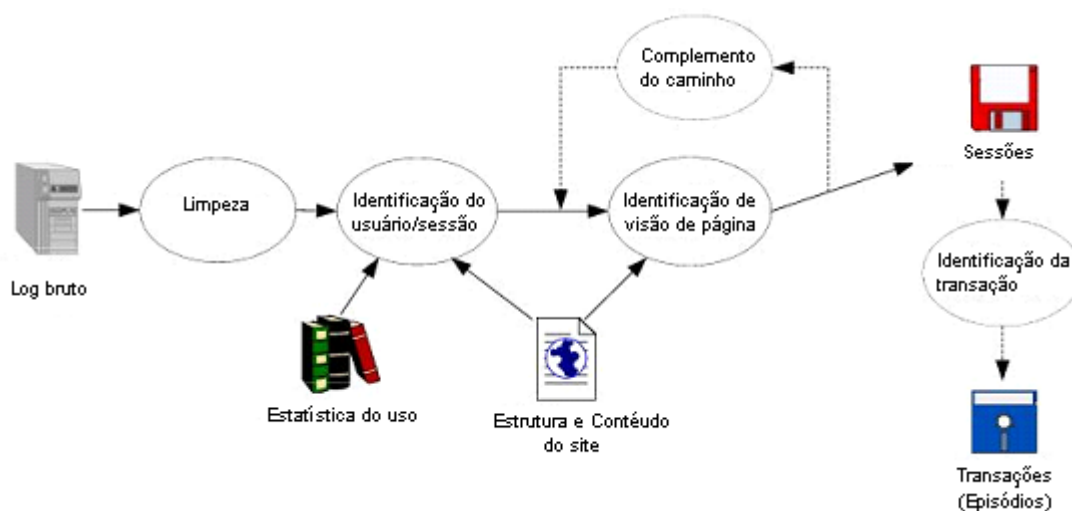 Log bruto
Limpeza
Identificação do
usuário/sessão
Estatística do uso
Estrutura e Contéudo
do site
Complemento
do caminho
Identificação de
visão de página
Sessões
Identificação da
transação
Transações
(Episódios)